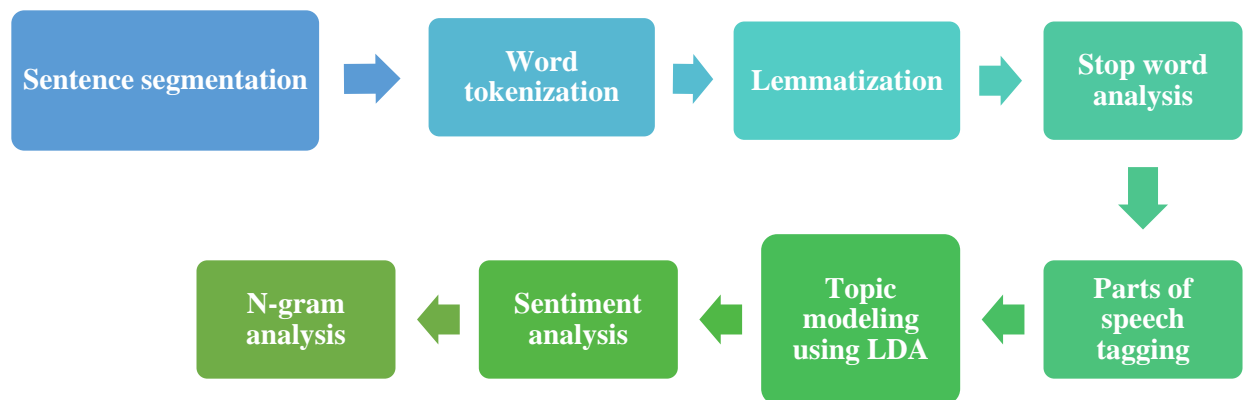 Sentence segmentation
Word
tokenization
Lemmatization
Stop word
analysis
Parts of
speech
tagging
Topic
modeling
using LDA
Sentiment
analysis
N-gram
analysis